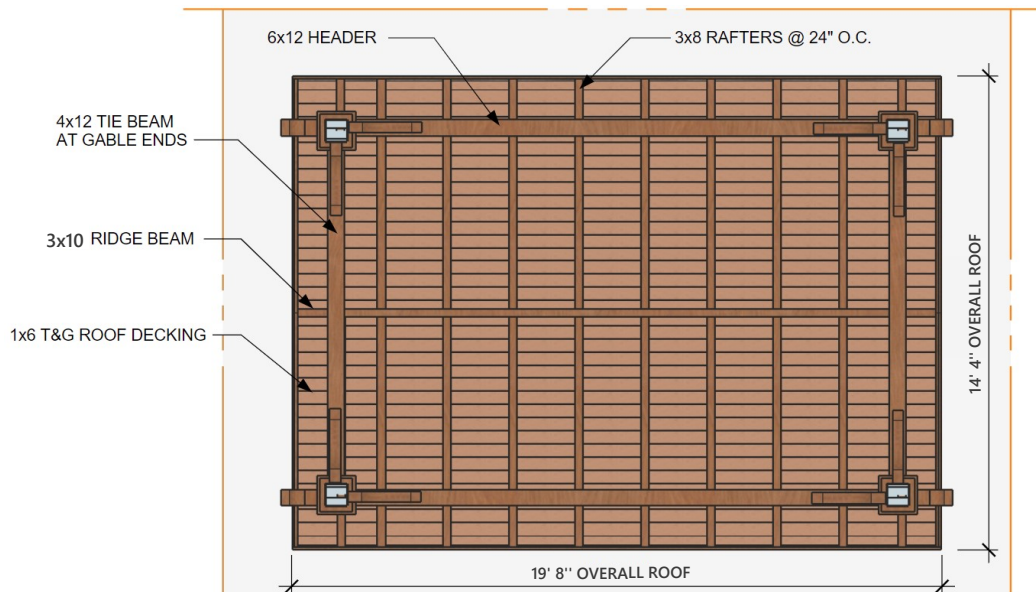 6x12 HEADER
3x8 RAFTERS @ 24" O.C.
4x12 TIE BEAM
AT GABLE ENDS
3x10 RIDGE BEAM
1x6 T&G ROOF DECKING
14' 4'' OVERALL ROOF
19' 8'' OVERALL ROOF